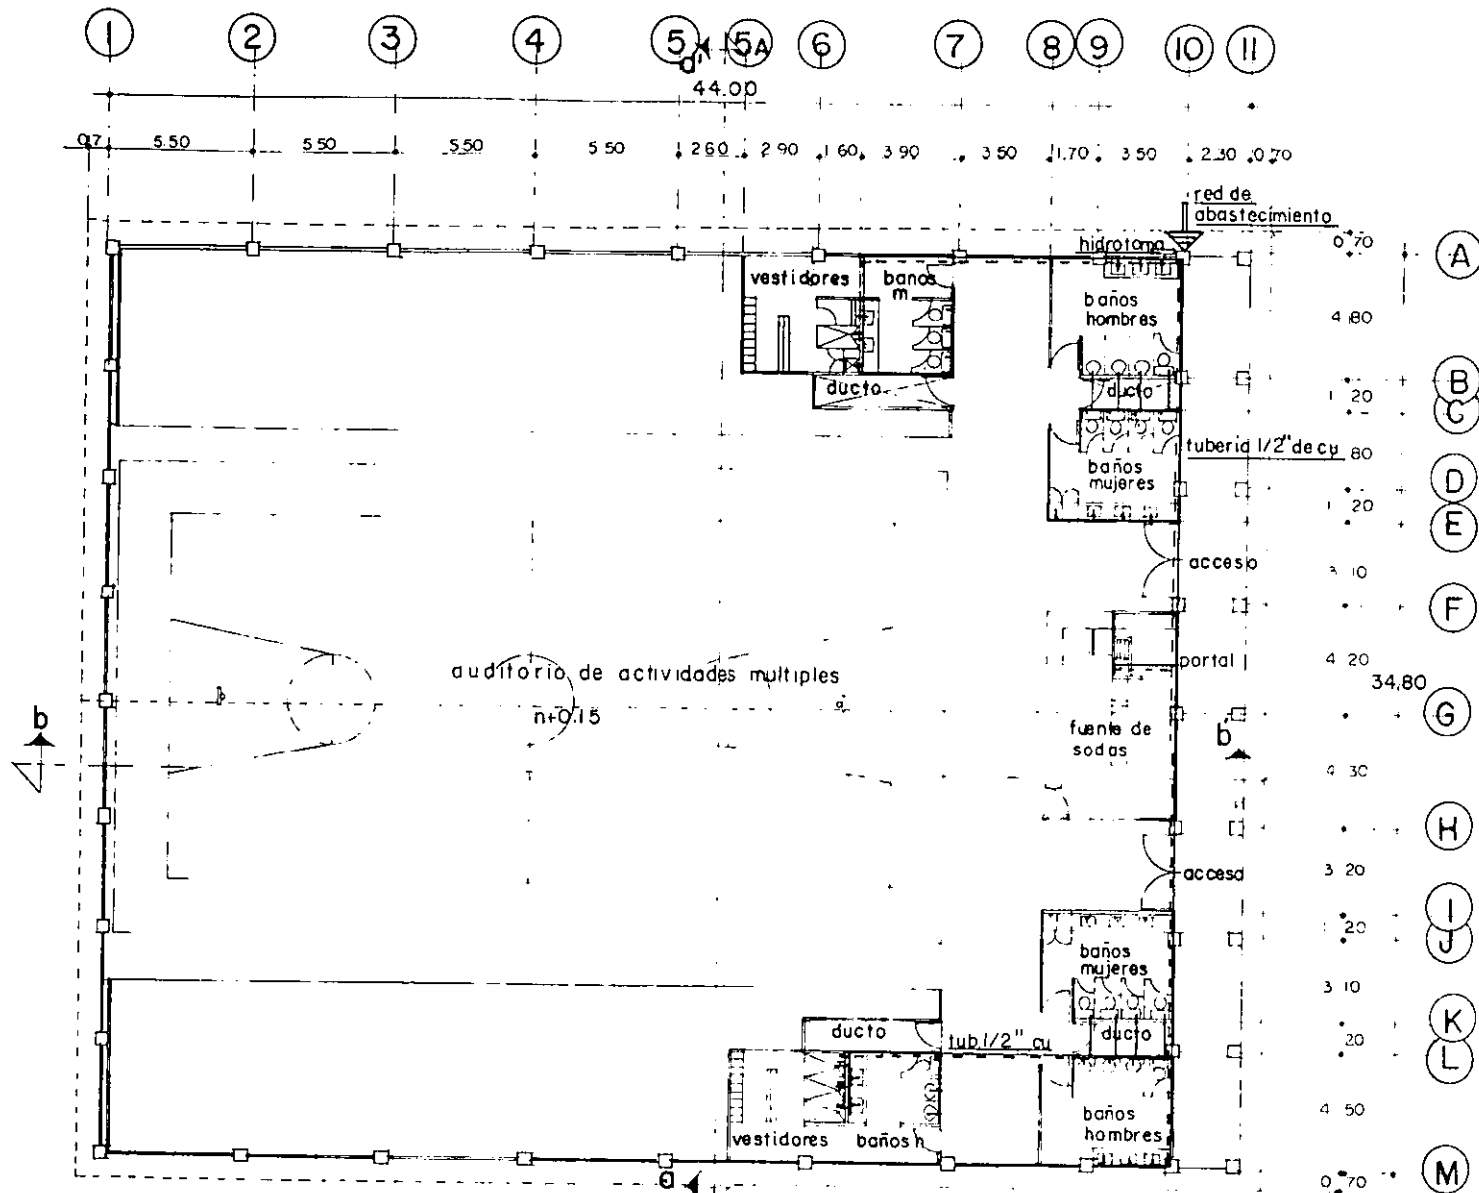 1 2 3 4 5 5A 6 7 8 9 10 11
a'
44.00
0.7 5.50 5.50 5.50 5.50 2.60 2.90 1.60 3.90 3.50 1.70 3.50 2.30 0.70
red de
abastecimiento
hidrotoma
0.70
A
vestidores
baños
m
baños
hombres
4.80
ducto
ducto
B
1.20
C
tuberia 1/2" de cu
80
baños
mujeres
D
1.20
E
acceso
3.10
F
auditorio de actividades multiples
portal
4.20
34.80
n+0.15
G
b
b'
fuente de
sodas
4.30
H
acceso
3.20
I
1.20
J
baños
mujeres
3.10
K
ducto
tub.1/2" cu
ducto
20
L
4.50
vestidores
baños h
baños
hombres
a
0.70
M